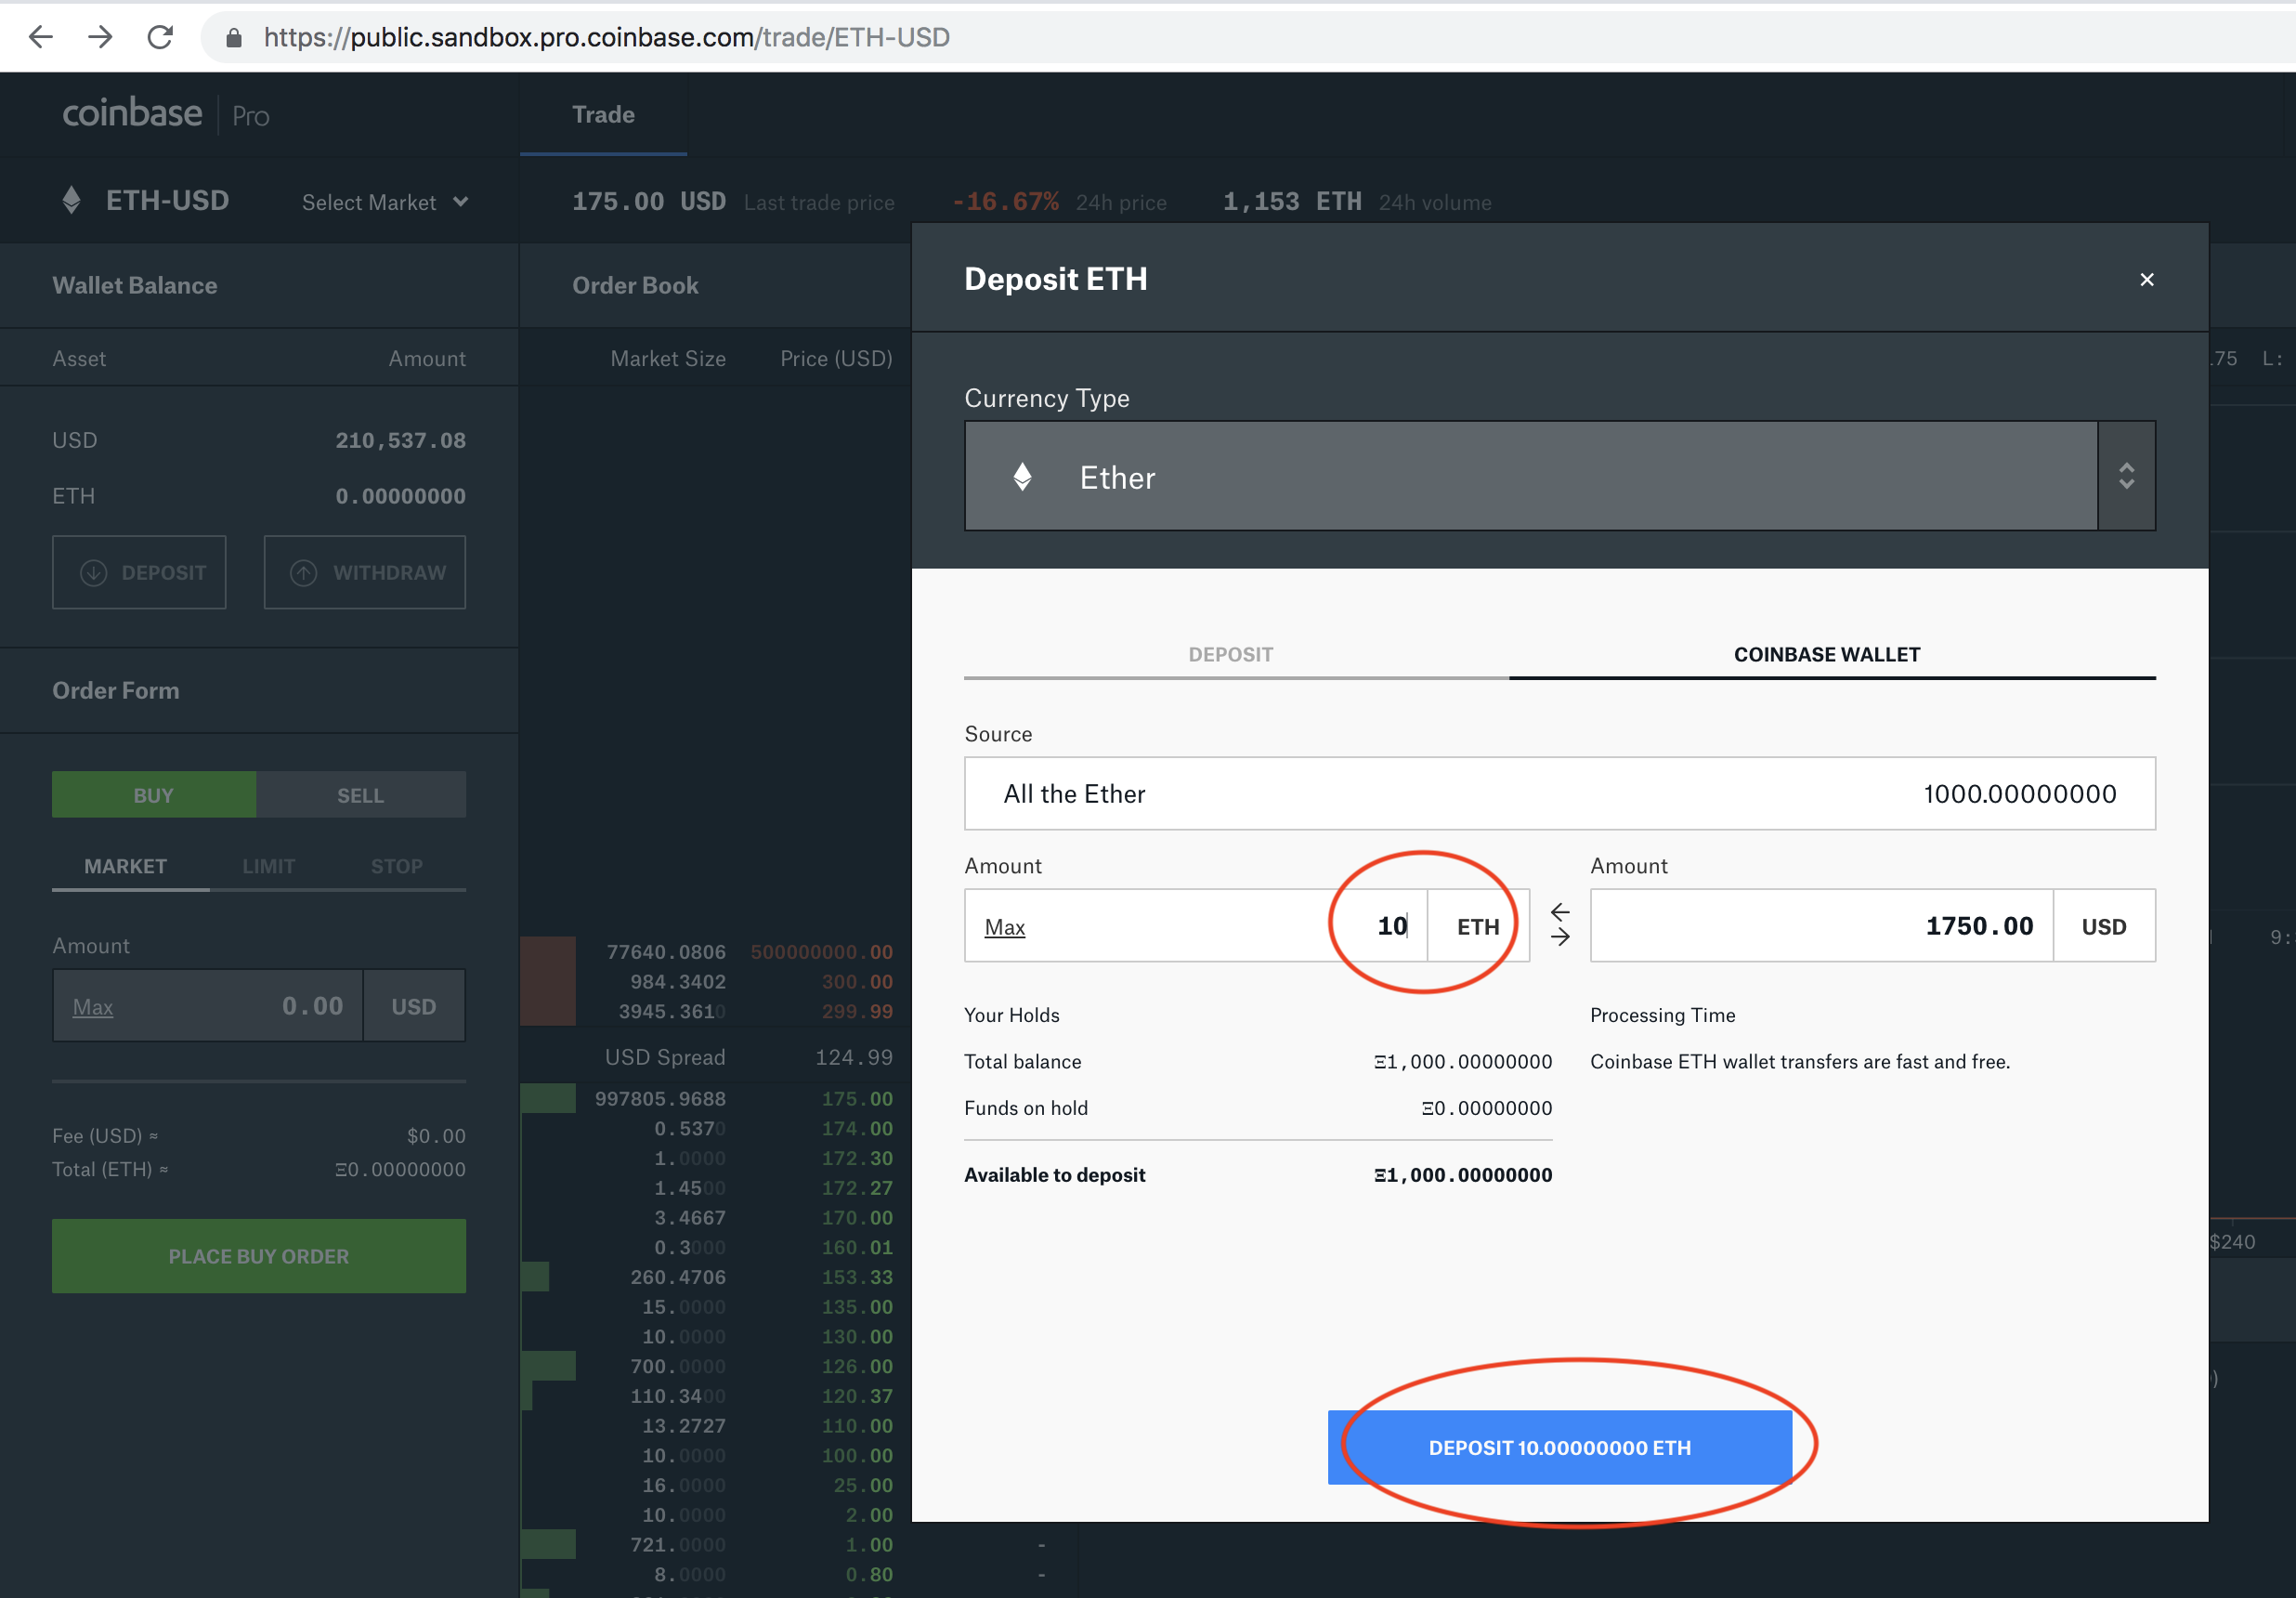 https://public.sandbox.pro.coinbase.com/trade/ETH-USD
coinbase Pro
Trade
ETH-USD Select Market
175.00 USD Last trade price -16.67% 24h price 1,153 ETH 24h volume
Wallet Balance
Asset Amount
USD 210,537.08
ETH 0.00000000
DEPOSIT WITHDRAW
Order Form
BUY SELL
MARKET LIMIT STOP
Amount
Max 0.00 USD
Fee (USD) ≈ $0.00
Total (ETH) ≈ Ξ0.00000000
PLACE BUY ORDER
Order Book
Market Size Price (USD)
77640.0806 500000000.00
984.3402 300.00
3945.3610 299.99
USD Spread 124.99
997805.9688 175.00
0.5370 174.00
1.0000 172.30
1.4500 172.27
3.4667 170.00
0.3000 160.01
260.4706 153.33
15.0000 135.00
10.0000 130.00
700.0000 126.00
110.3400 120.37
13.2727 110.00
10.0000 100.00
16.0000 25.00
10.0000 2.00
721.0000 1.00 -
8.0000 0.80 -
Deposit ETH ×
Currency Type
Ether
DEPOSIT COINBASE WALLET
Source
All the Ether 1000.00000000
Amount
Max 10 ETH
Amount
1750.00 USD
Your Holds
Total balance Ξ1,000.00000000
Funds on hold Ξ0.00000000
Available to deposit Ξ1,000.00000000
Processing Time
Coinbase ETH wallet transfers are fast and free.
DEPOSIT 10.00000000 ETH
.75 L:
9:
$240
)